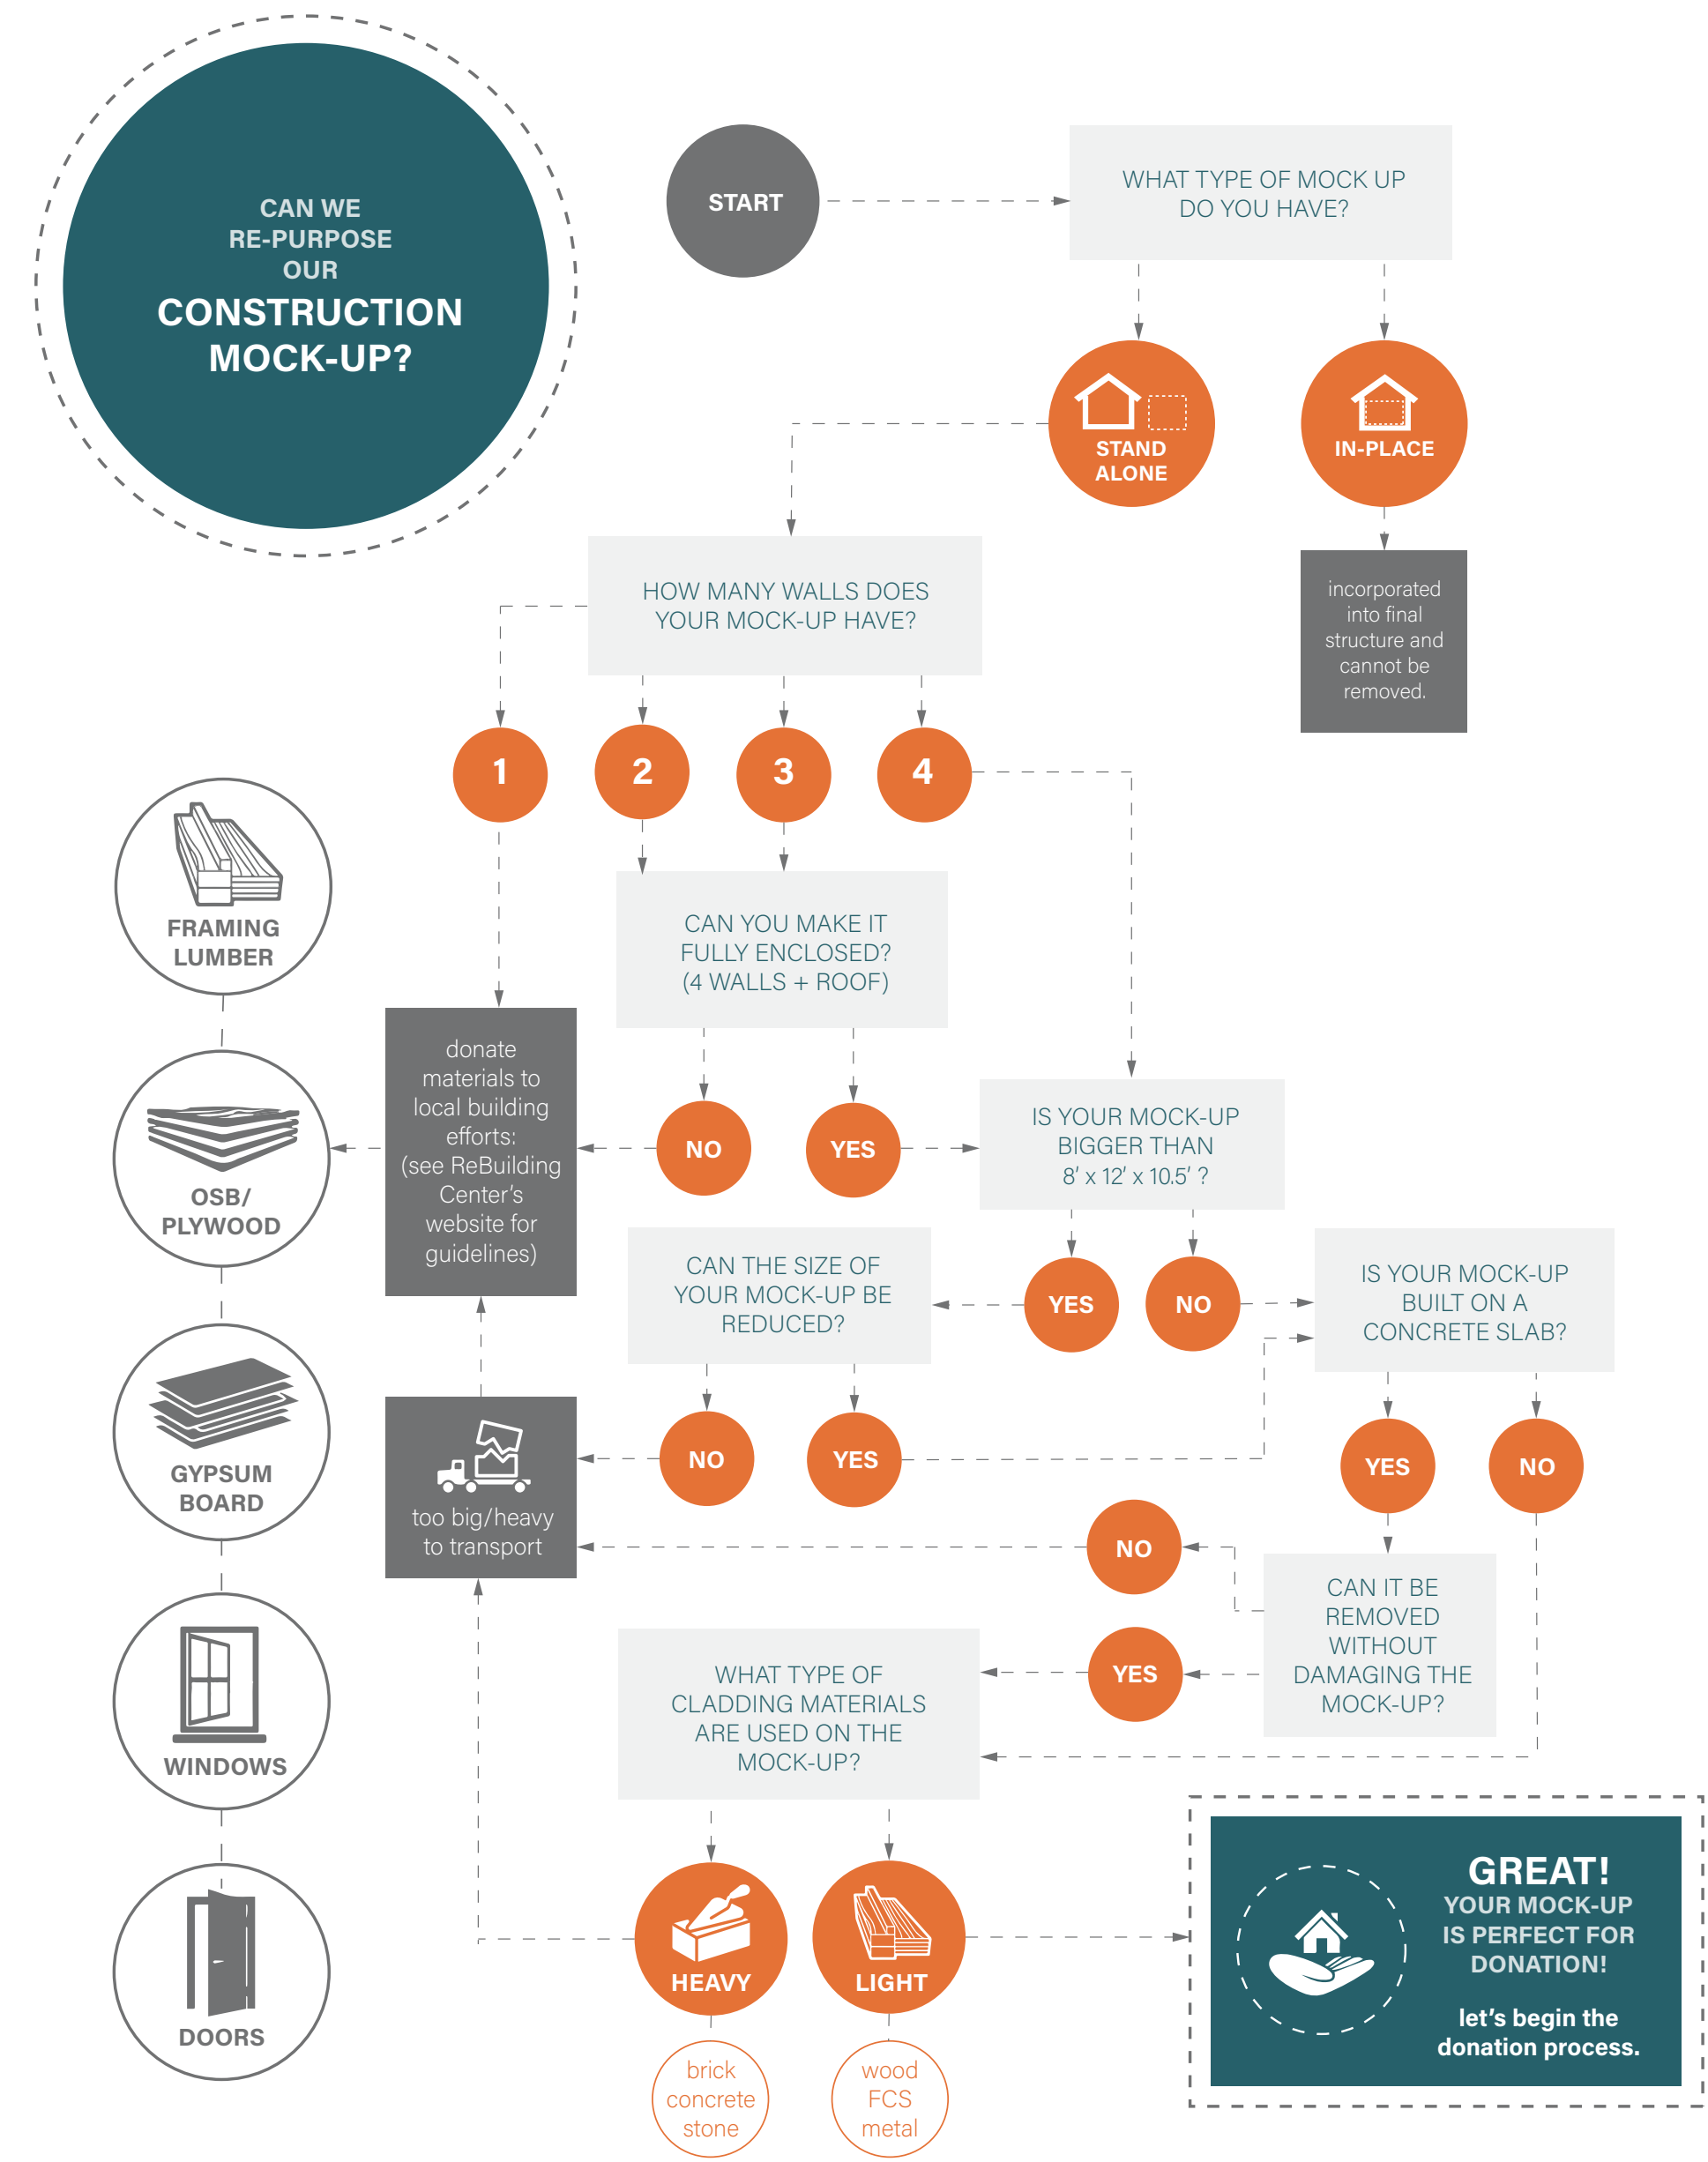 CAN WE
RE-PURPOSE
OUR
CONSTRUCTION
MOCK-UP?
START
WHAT TYPE OF MOCK UP
DO YOU HAVE?
STAND
ALONE
IN-PLACE
incorporated
into final
structure and
cannot be
removed.
HOW MANY WALLS DOES
YOUR MOCK-UP HAVE?
1
2
3
4
CAN YOU MAKE IT
FULLY ENCLOSED?
(4 WALLS + ROOF)
NO
YES
donate
materials to
local building
efforts:
(see ReBuilding
Center's
website for
guidelines)
IS YOUR MOCK-UP
BIGGER THAN
8' x 12' x 10.5' ?
YES
NO
CAN THE SIZE OF
YOUR MOCK-UP BE
REDUCED?
NO
YES
IS YOUR MOCK-UP
BUILT ON A
CONCRETE SLAB?
YES
NO
too big/heavy
to transport
NO
YES
CAN IT BE
REMOVED
WITHOUT
DAMAGING THE
MOCK-UP?
WHAT TYPE OF
CLADDING MATERIALS
ARE USED ON THE
MOCK-UP?
HEAVY
LIGHT
brick
concrete
stone
wood
FCS
metal
GREAT!
YOUR MOCK-UP
IS PERFECT FOR
DONATION!
let's begin the
donation process.
FRAMING
LUMBER
OSB/
PLYWOOD
GYPSUM
BOARD
WINDOWS
DOORS